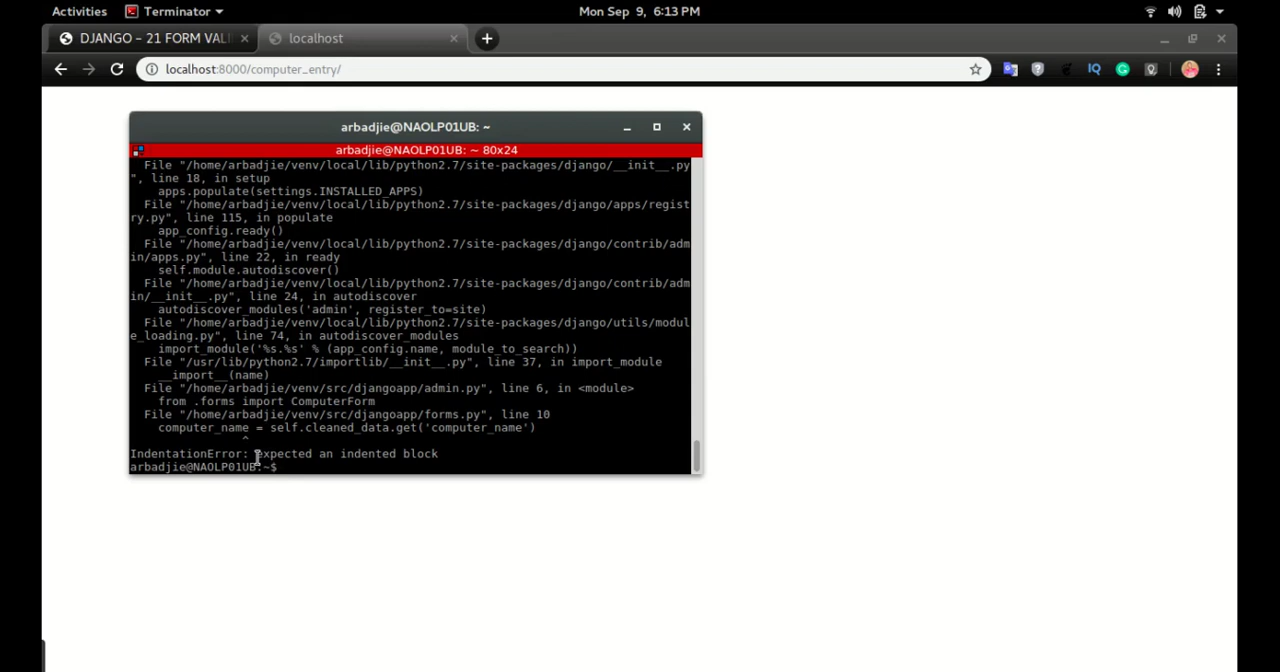 Activities Terminator Mon Sep 9, 6:13 PM
DJANGO – 21 FORM VALI localhost
localhost:8000/computer_entry/
IQ
arbadjie@NAOLP01UB: ~
arbadjie@NAOLP01UB: ~ 80x24
File "/home/arbadjie/venv/local/lib/python2.7/site-packages/django/__init__.py
", line 18, in setup
apps.populate(settings.INSTALLED_APPS)
File "/home/arbadjie/venv/local/lib/python2.7/site-packages/django/apps/regist
ry.py", line 115, in populate
app_config.ready()
File "/home/arbadjie/venv/local/lib/python2.7/site-packages/django/contrib/adm
in/apps.py", line 22, in ready
self.module.autodiscover()
File "/home/arbadjie/venv/local/lib/python2.7/site-packages/django/contrib/adm
in/__init__.py", line 24, in autodiscover
autodiscover_modules('admin', register_to=site)
File "/home/arbadjie/venv/local/lib/python2.7/site-packages/django/utils/modul
e_loading.py", line 74, in autodiscover_modules
import_module('%s.%s' % (app_config.name, module_to_search))
File "/usr/lib/python2.7/importlib/__init__.py", line 37, in import_module
__import__(name)
File "/home/arbadjie/venv/src/djangoapp/admin.py", line 6, in <module>
from .forms import ComputerForm
File "/home/arbadjie/venv/src/djangoapp/forms.py", line 10
computer_name = self.cleaned_data.get('computer_name')
^
IndentationError: expected an indented block
arbadjie@NAOLP01UB:~$